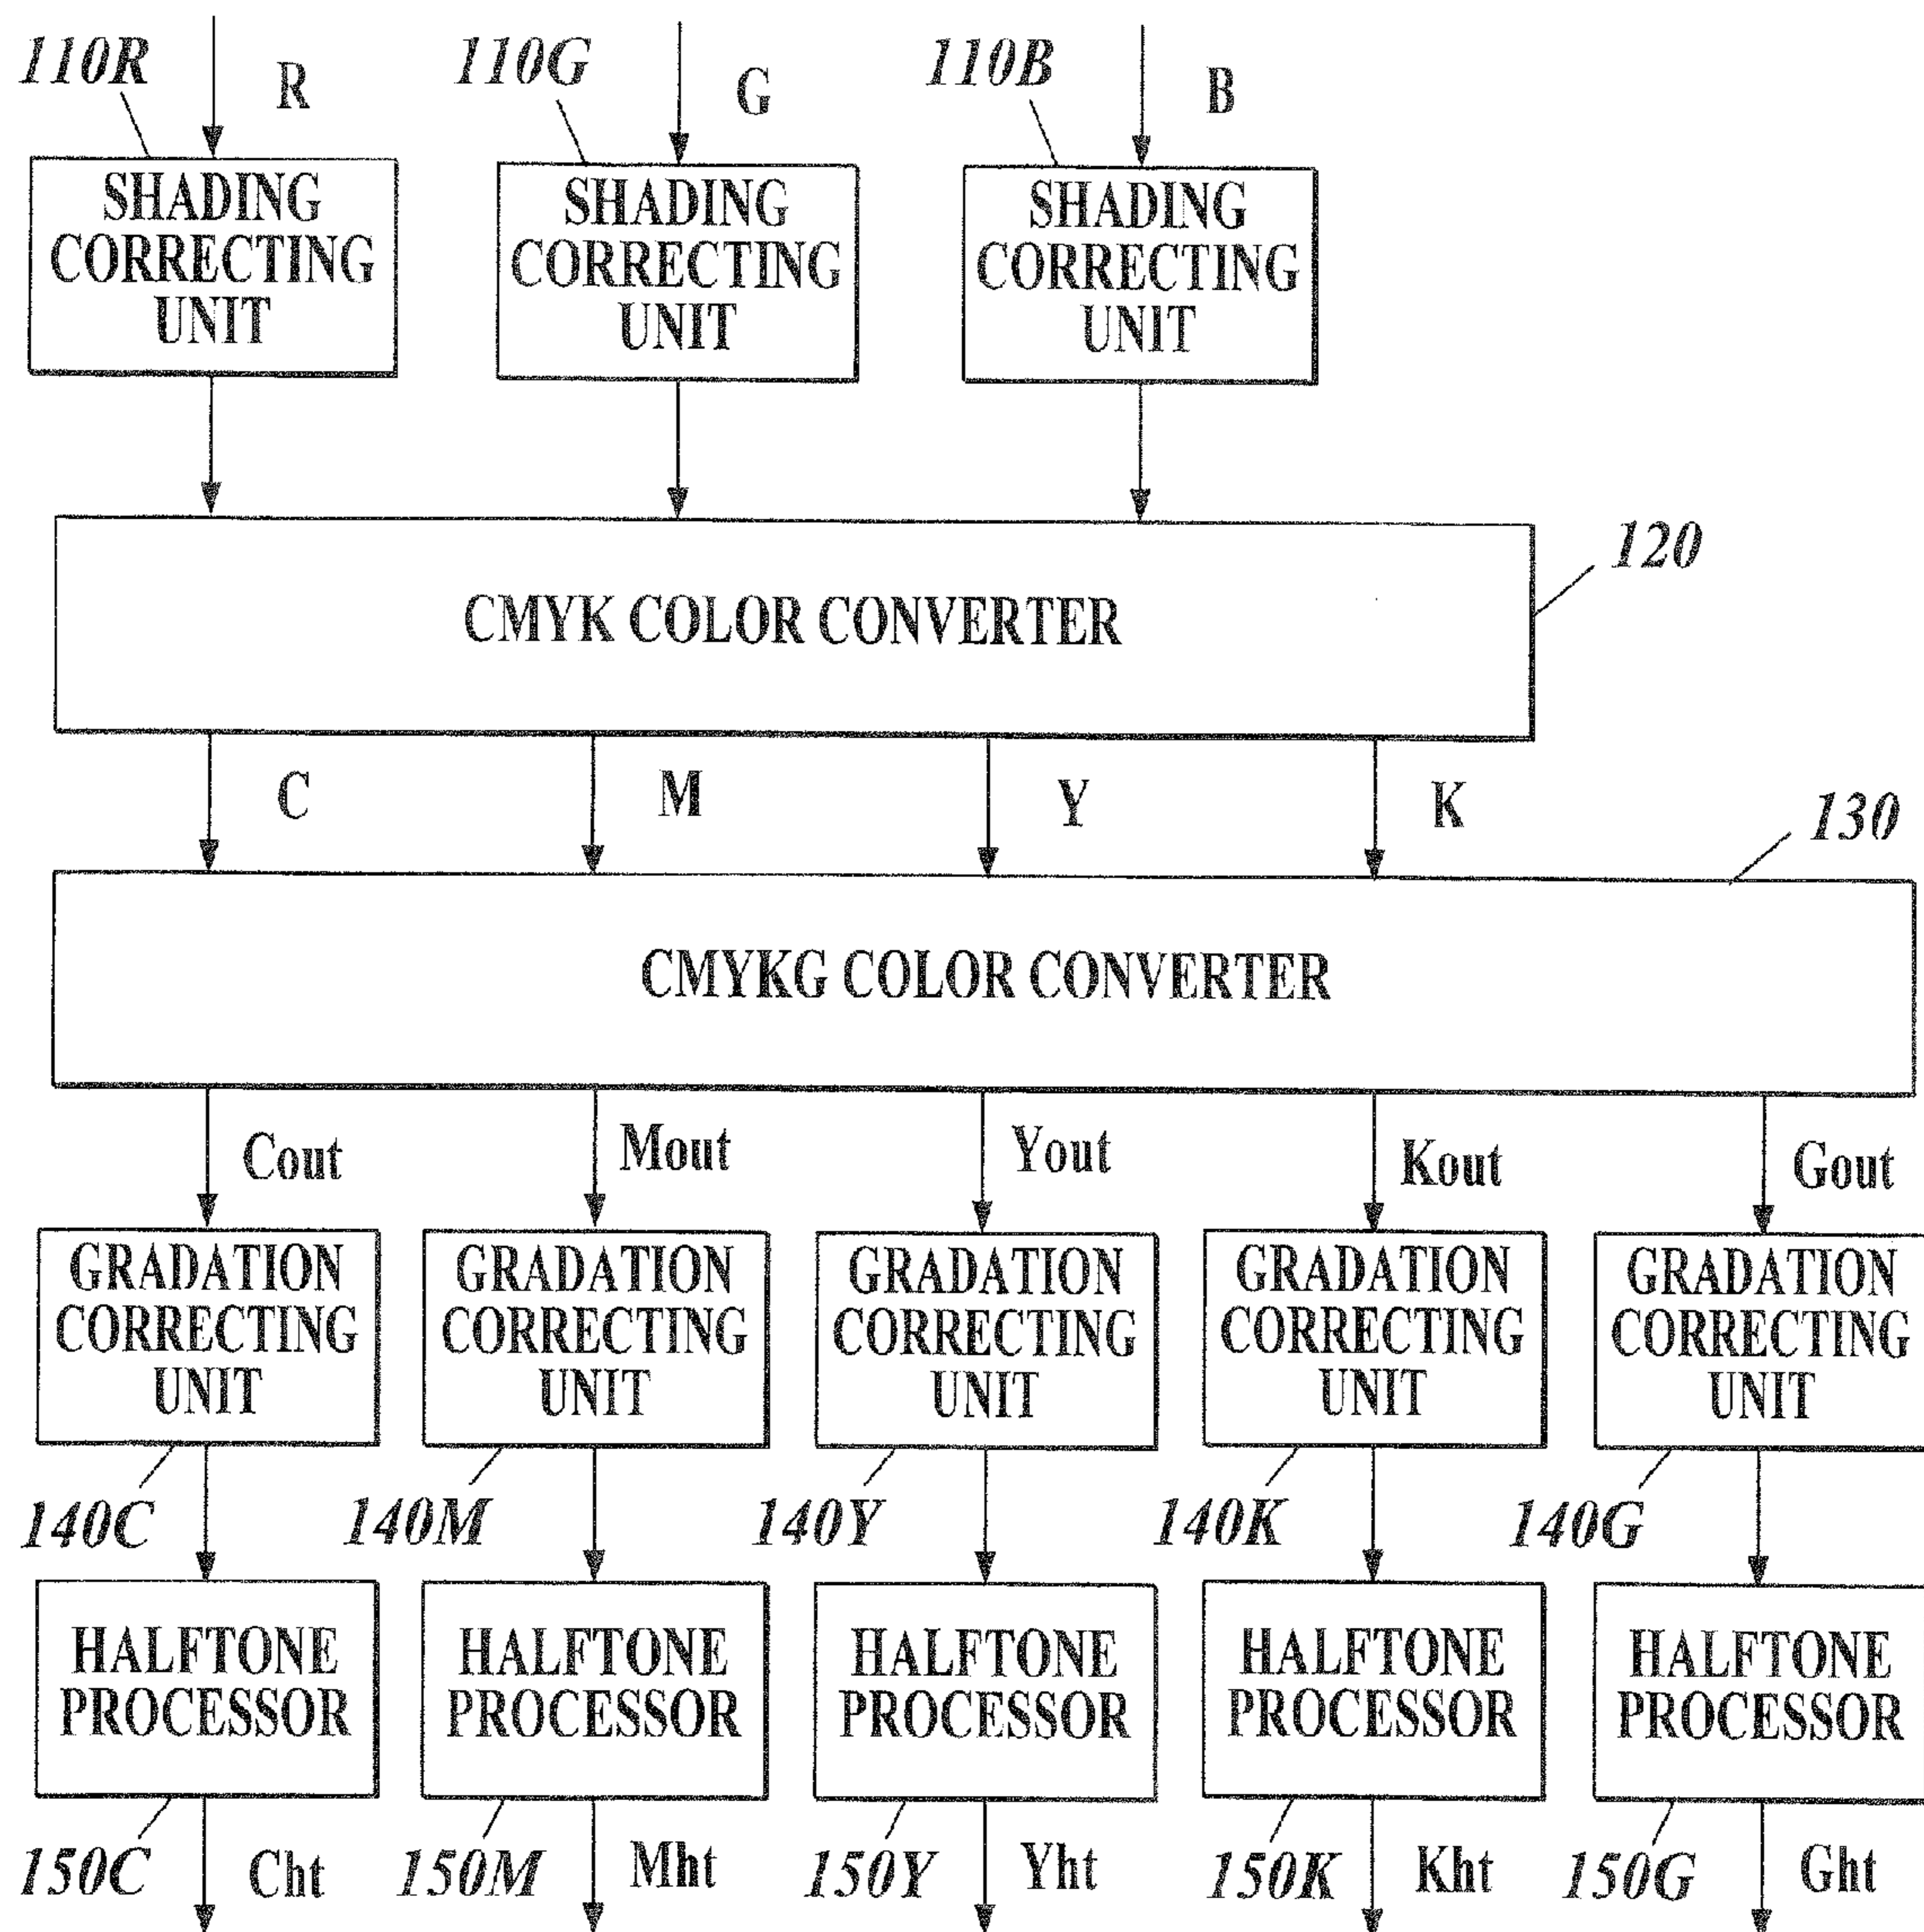 110R
R
110G
G
110B
B
SHADING
CORRECTING
UNIT
SHADING
CORRECTING
UNIT
SHADING
CORRECTING
UNIT
120
CMYK COLOR CONVERTER
C
M
Y
K
130
CMYKG COLOR CONVERTER
Cout
Mout
Yout
Kout
Gout
GRADATION
CORRECTING
UNIT
GRADATION
CORRECTING
UNIT
GRADATION
CORRECTING
UNIT
GRADATION
CORRECTING
UNIT
GRADATION
CORRECTING
UNIT
140C
140M
140Y
140K
140G
HALFTONE
PROCESSOR
HALFTONE
PROCESSOR
HALFTONE
PROCESSOR
HALFTONE
PROCESSOR
HALFTONE
PROCESSOR
150C
Cht
150M
Mht
150Y
Yht
150K
Kht
150G
Ght